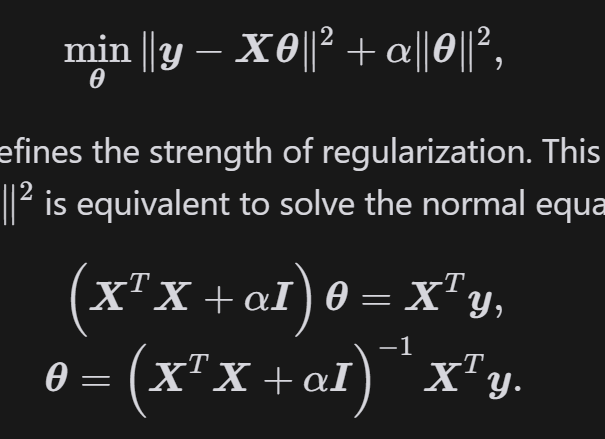 min_θ ‖y − Xθ‖² + α‖θ‖²,
efines the strength of regularization. This
‖² is equivalent to solve the normal equa
(XᵀX + αI) θ = Xᵀy,
θ = (XᵀX + αI)⁻¹ Xᵀy.